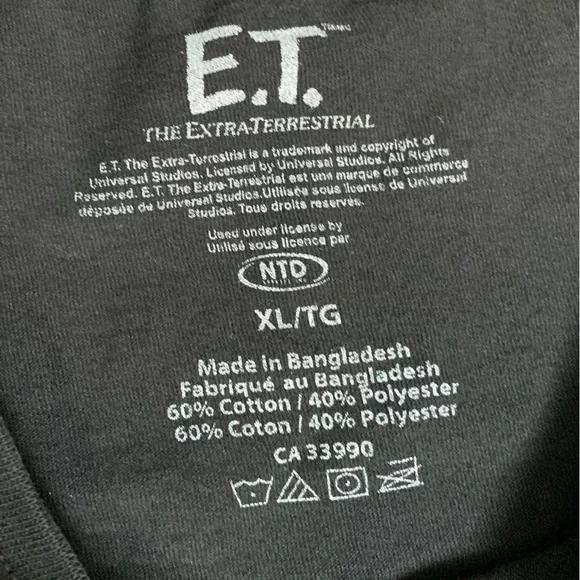 E.T.
THE EXTRA-TERRESTRIAL
E.T. The Extra-Terrestrial is a trademark and copyright of
Universal Studios. Licensed by Universal Studios. All Rights
Reserved. E.T. The Extra-Terrestrial est une marque de commerce
déposée de Universal Studios.Utilisée sous license de Universal
Studios. Tous droits reservés.
Used under license by
Utilisé sous licence par
NTD
XL/TG
Made in Bangladesh
Fabriqué au Bangladesh
60% Cotton / 40% Polyester
60% Coton / 40% Polyester
CA 33990